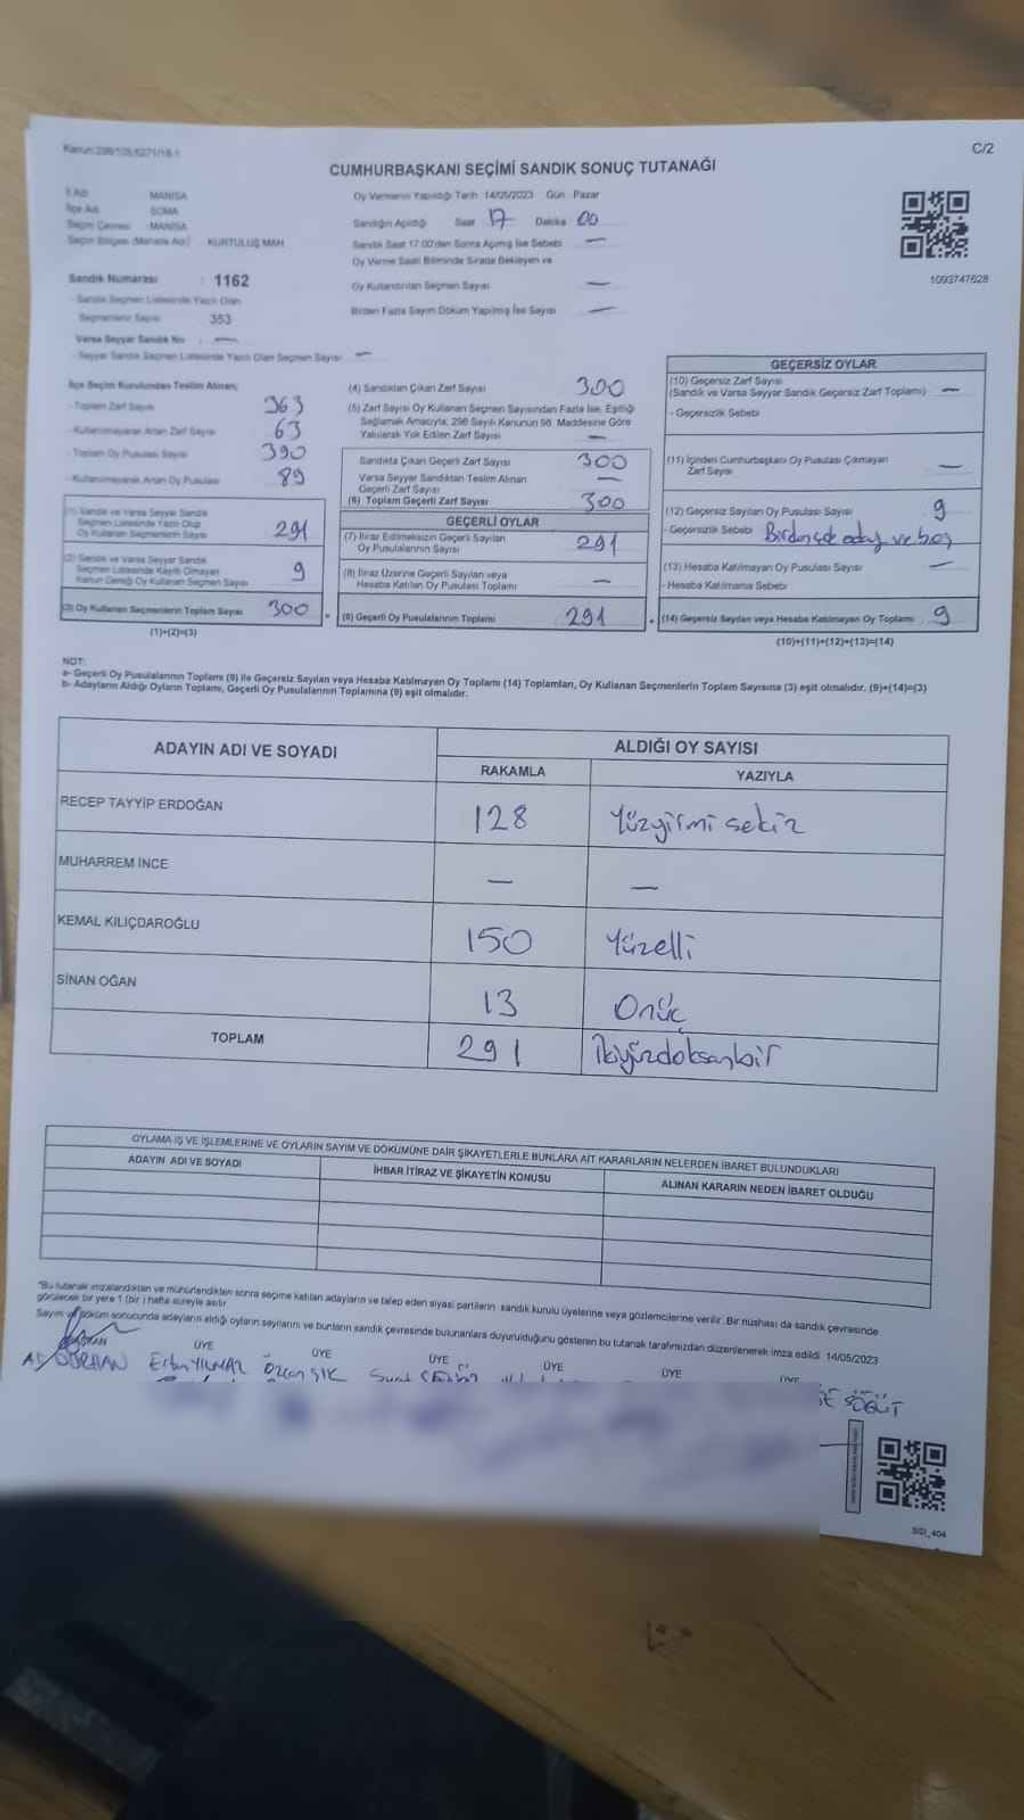 Kanun:298/105,6271/18-1
C/2
CUMHURBAŞKANI SEÇİMİ SANDIK SONUÇ TUTANAĞI
İl Adı MANİSA
İlçe Adı SOMA
Seçim Çevresi MANİSA
Seçim Bölgesi (Mahalle Adı) KURTULUŞ MAH
Sandık Numarası : 1162
- Sandık Seçmen Listesinde Yazılı Olan
Seçmenlerin Sayısı 353
Varsa Seyyar Sandık No : —
- Seyyar Sandık Seçmen Listesinde Yazılı Olan Seçmen Sayısı —
Oy Vermenin Yapıldığı Tarih 14/05/2023 Gün Pazar
Sandığın Açıldığı Saat 17 Dakika 00
Sandık Saat 17.00'den Sonra Açılmış İse Sebebi —
Oy Verme Saati Bitiminde Sırada Bekleyen ve
Oy Kullandırılan Seçmen Sayısı —
Birden Fazla Sayım Döküm Yapılmış İse Sayısı —
1093747628
İlçe Seçim Kurulundan Teslim Alınan;
- Toplam Zarf Sayısı 363
- Kullanılmayarak Artan Zarf Sayısı 63
- Toplam Oy Pusulası Sayısı 390
- Kullanılmayarak Artan Oy Pusulası 89
(1) Sandık ve Varsa Seyyar Sandık
Seçmen Listesinde Yazılı Olup
Oy Kullanan Seçmenlerin Sayısı 291
(2) Sandık ve Varsa Seyyar Sandık
Seçmen Listesinde Kaydı Olmayan
Kanun Gereği Oy Kullanan Seçmen Sayısı 9
(3) Oy Kullanan Seçmenlerin Toplam Sayısı 300
(1)+(2)=(3)
(4) Sandıktan Çıkan Zarf Sayısı 300
(5) Zarf Sayısı Oy Kullanan Seçmen Sayısından Fazla İse, Eşitliği
Sağlamak Amacıyla, 298 Sayılı Kanunun 98. Maddesine Göre
Yakılarak Yok Edilen Zarf Sayısı —
Sandıkta Çıkan Geçerli Zarf Sayısı 300
Varsa Seyyar Sandıktan Teslim Alınan
Geçerli Zarf Sayısı —
(6) Toplam Geçerli Zarf Sayısı 300
GEÇERLİ OYLAR
(7) İtiraz Edilmeksizin Geçerli Sayılan
Oy Pusulalarının Sayısı 291
(8) İtiraz Üzerine Geçerli Sayılan veya
Hesaba Katılan Oy Pusulası Toplamı —
(9) Geçerli Oy Pusulalarının Toplamı 291
GEÇERSİZ OYLAR
(10) Geçersiz Zarf Sayısı
(Sandık ve Varsa Seyyar Sandık Geçersiz Zarf Toplamı) —
- Geçersizlik Sebebi
(11) İçinden Cumhurbaşkanı Oy Pusulası Çıkmayan
Zarf Sayısı —
(12) Geçersiz Sayılan Oy Pusulası Sayısı 9
- Geçersizlik Sebebi ve boş
(13) Hesaba Katılmayan Oy Pusulası Sayısı —
- Hesaba Katılmama Sebebi
(14) Geçersiz Sayılan veya Hesaba Katılmayan Oy Toplamı 9
(10)+(11)+(12)+(13)=(14)
NOT:
a- Geçerli Oy Pusulalarının Toplamı (9) ile Geçersiz Sayılan veya Hesaba Katılmayan Oy Toplamı (14) Toplamları, Oy Kullanan Seçmenlerin Toplam Sayısına (3) eşit olmalıdır. (9)+(14)=(3)
b- Adayların Aldığı Oyların Toplamı, Geçerli Oy Pusulalarının Toplamına (9) eşit olmalıdır.
ADAYIN ADI VE SOYADI
ALDIĞI OY SAYISI
RAKAMLA YAZIYLA
RECEP TAYYİP ERDOĞAN 128 Yüzyirmi sekiz
MUHARREM İNCE — —
KEMAL KILIÇDAROĞLU 150 Yüzelli
SİNAN OĞAN 13 Onüç
TOPLAM 291 İkiyüzdoksanbir
OYLAMA İŞ VE İŞLEMLERİNE VE OYLARIN SAYIM VE DÖKÜMÜNE DAİR ŞİKAYETLERLE BUNLARA AİT KARARLARIN NELERDEN İBARET BULUNDUKLARI
ADAYIN ADI VE SOYADI İHBAR İTİRAZ VE ŞİKAYETİN KONUSU ALINAN KARARIN NEDEN İBARET OLDUĞU
*Bu tutanak imzalandıktan ve mühürlendikten sonra seçime katılan adayların ve talep eden siyasi partilerin sandık kurulu üyelerine veya gözlemcilerine verilir. Bir nüshası da sandık çevresinde
görülecek bir yere 1 (bir ) hafta süreyle asılır
Sayım ve döküm sonucunda adayların aldığı oyların sayılarını ve bunların sandık çevresinde bulunanlara duyurulduğunu gösteren bu tutanak tarafımızdan düzenlenerek imza edildi. 14/05/2023
BAŞKAN ÜYE ÜYE ÜYE ÜYE ÜYE ÜYE
YILMAZ Özcan IŞIK Suat
SÖĞÜT